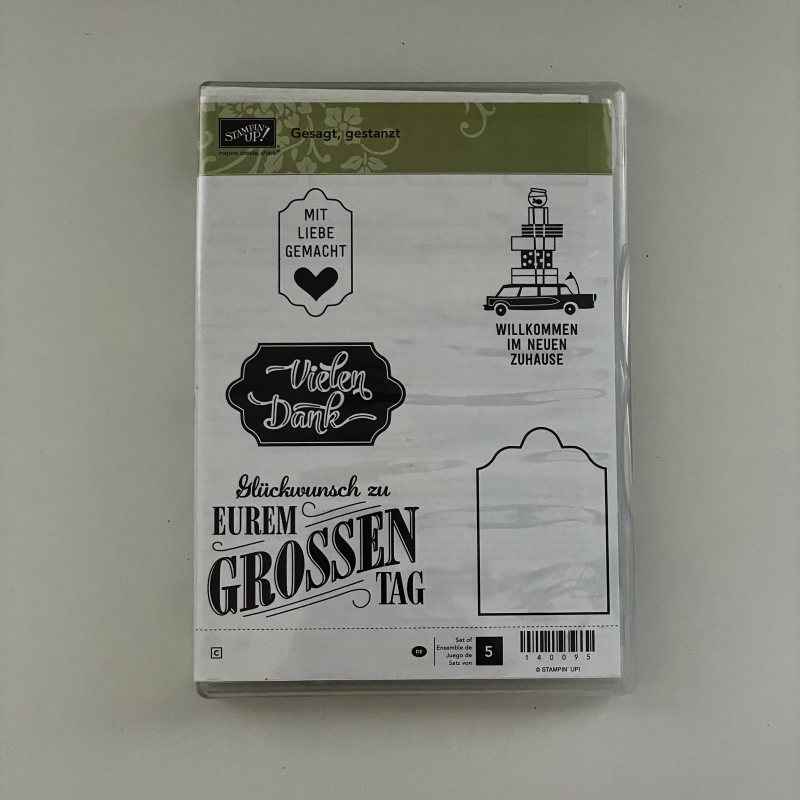 STAMPIN' UP!
inspire.create.share
Gesagt, gestanzt
MIT
LIEBE
GEMACHT
WILLKOMMEN
IM NEUEN
ZUHAUSE
Vielen
Dank
Glückwunsch zu
EUREM
GROSSEN
TAG
C
DE
Set of
Ensemble de
Juego de
Satz von
5
140095
© STAMPIN' UP!